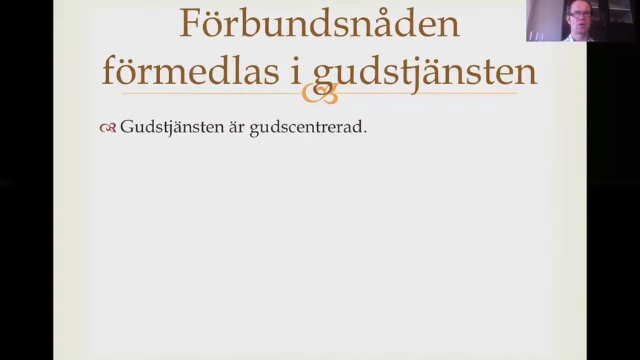 Förbundsnåden
förmedlas i gudstjänsten
Gudstjänsten är gudscentrerad.